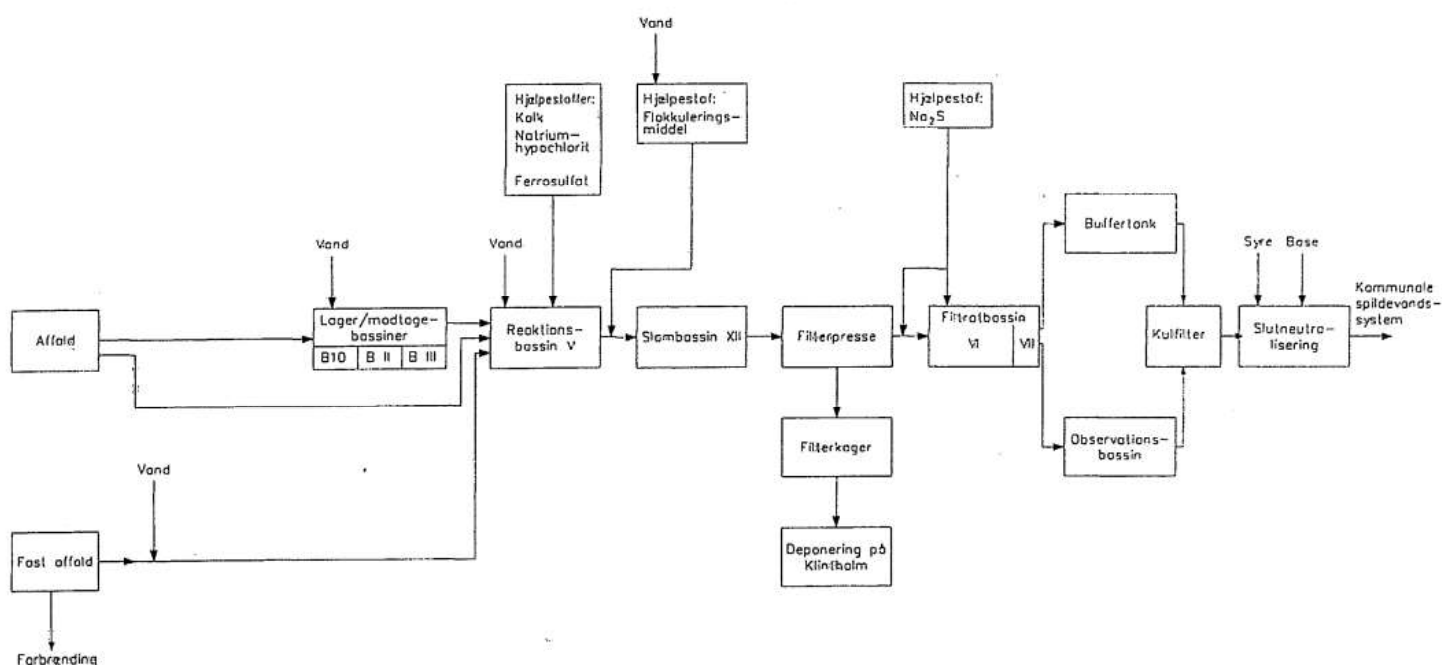 Vand
Hjælpestoffer:
Kalk
Natrium-
hypochlorit
Ferrosulfat
Hjælpestof:
Flokkulerings-
middel
Hjælpestof:
Na₂S
Vand
Vand
Buffertank
Syre Base
Kommunale
spildevands-
system
Affald
Lager/modtage-
bassiner
B10 B II B III
Reaktions-
bassin V
Slambassin XII
Filterpresse
Filtratbassin
VI VII
Kulfilter
Slutneutra-
lisering
Filterkager
Observations-
bassin
Vand
Fast affald
Deponering på
Klintholm
Forbrænding